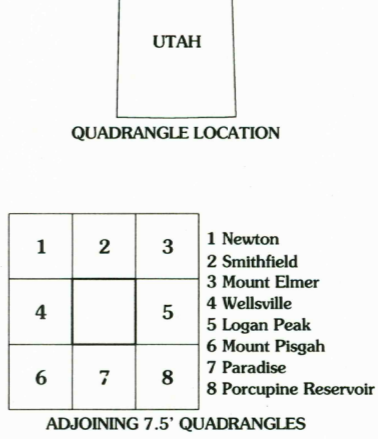 UTAH
QUADRANGLE LOCATION
1 2 3
4 5
6 7 8
1 Newton
2 Smithfield
3 Mount Elmer
4 Wellsville
5 Logan Peak
6 Mount Pisgah
7 Paradise
8 Porcupine Reservoir
ADJOINING 7.5' QUADRANGLES